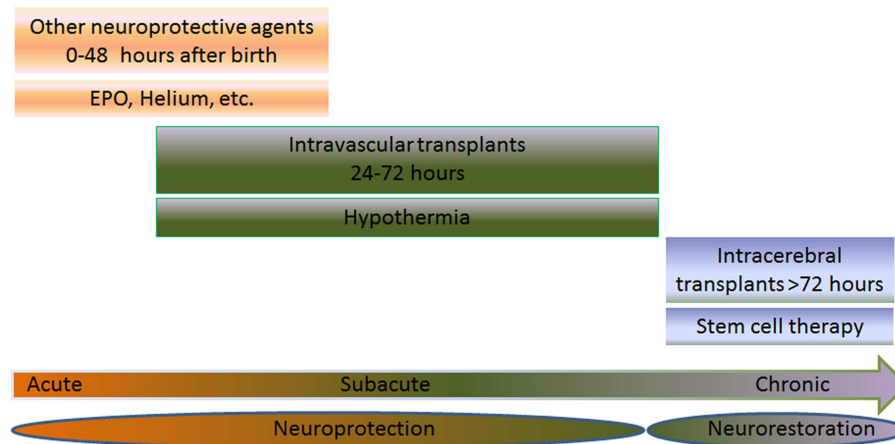 Other neuroprotective agents
0-48 hours after birth
EPO, Helium, etc.
Intravascular transplants
24-72 hours
Hypothermia
Intracerebral
transplants >72 hours
Stem cell therapy
Acute Subacute Chronic
Neuroprotection Neurorestoration